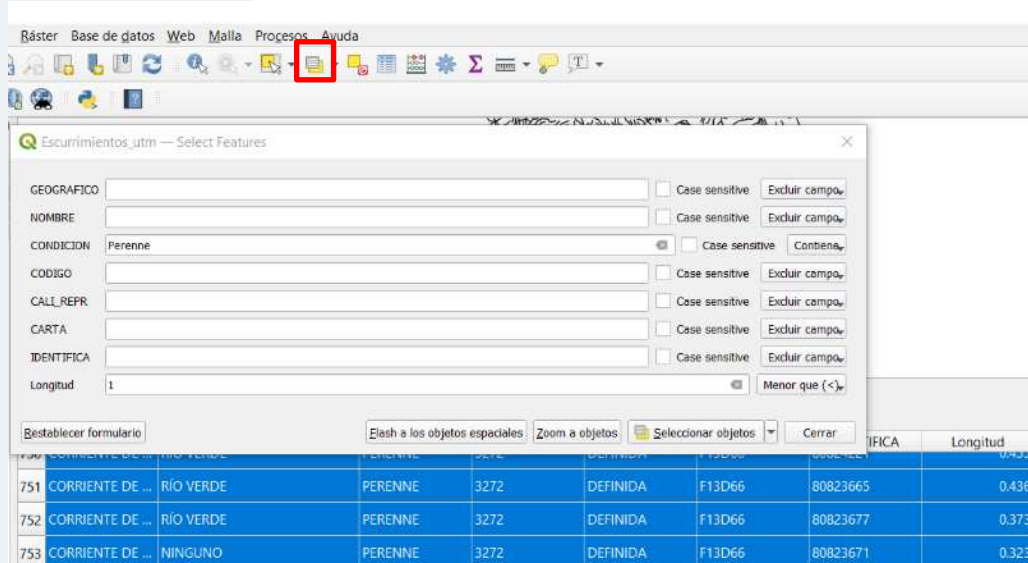 Ráster Base de datos Web Malla Procesos Ayuda
Escurrimientos_utm — Select Features
GEOGRAFICO Case sensitive Excluir campo
NOMBRE Case sensitive Excluir campo
CONDICION Perenne Case sensitive Contiene
CODIGO Case sensitive Excluir campo
CALI_REPR Case sensitive Excluir campo
CARTA Case sensitive Excluir campo
IDENTIFICA Case sensitive Excluir campo
Longitud 1 Menor que (<)
Restablecer formulario Flash a los objetos espaciales Zoom a objetos Seleccionar objetos Cerrar
IFICA Longitud
751 CORRIENTE DE ... RÍO VERDE PERENNE 3272 DEFINIDA F13D66 80823665 0.436
752 CORRIENTE DE ... RÍO VERDE PERENNE 3272 DEFINIDA F13D66 80823677 0.373
753 CORRIENTE DE ... NINGUNO PERENNE 3272 DEFINIDA F13D66 80823671 0.323